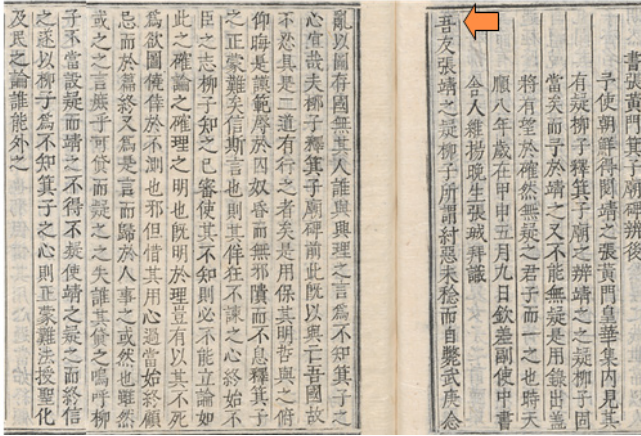 書張黃門箕子廟碑辨後
予使朝鮮得閱靖之張黃門皇華集内見其
有疑柳子釋箕子廟之辨靖之之疑柳子固
當矣而予於靖之又不能無疑是用錄出蓋
將有望於確然無疑之君子而一之也時天
順八年歲在甲申五月九日欽差副使中書
舍人維揚晚生張珹拜識
吾友張靖之疑柳子所謂紂惡未稔而自斃武庚念
亂以圖存國無其人誰與興理之言爲不知箕子之
心宜哉夫柳子釋箕子廟碑前此旣以與亡吾國故
不忍具是二道有行之者矣是用保其明哲與之俯
仰晦是謨範辱於囚奴昏而無邪隤而不息釋箕子
之正蒙難矣信斯言也則其佯狂不諫之心終始不
臣之志柳子知之已審使其不知則必不能立論如
此之確論之確理之明也旣明於理豈有以其不死
爲欲圖僥倖於不測也邪但惜其用心過當始終顧
忌而於篇終又爲是言而歸於人事之或然也雖然
或之之言庶乎可貸而疑之之失誰其貸之嗚呼柳
子不當設疑而靖之不得不疑使靖之疑之而終信
之遂以柳子爲不知箕子之心則正蒙難法授聖化
及民之論誰能外之